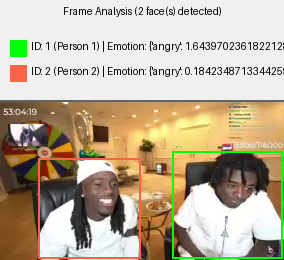 Frame Analysis (2 face(s) detected)
ID: 1 (Person 1) | Emotion: {'angry': 1.6439702361822128
ID: 2 (Person 2) | Emotion: {'angry': 0.1842348713344259
53:04:19